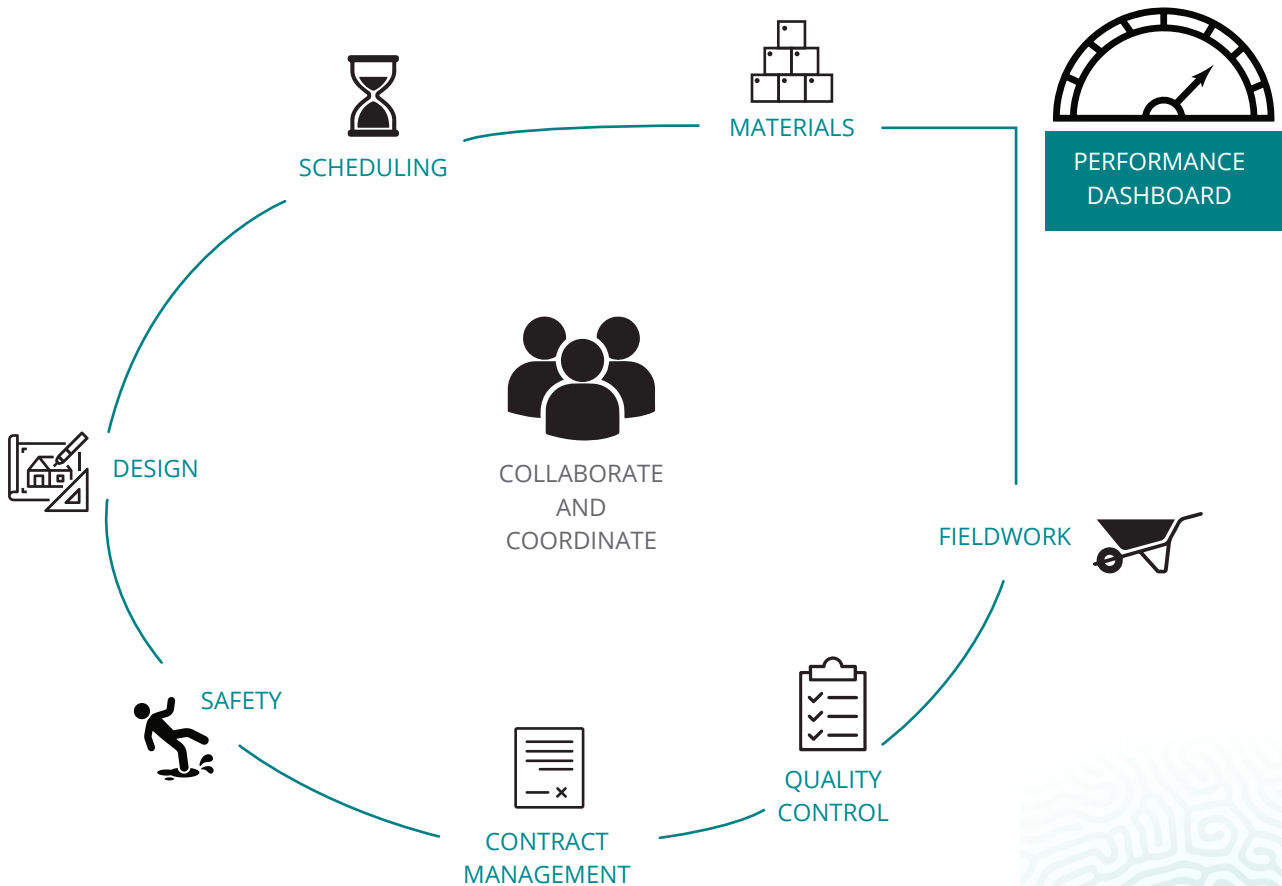 MATERIALS
SCHEDULING
PERFORMANCE
DASHBOARD
DESIGN
COLLABORATE
AND
COORDINATE
FIELDWORK
SAFETY
QUALITY
CONTROL
CONTRACT
MANAGEMENT